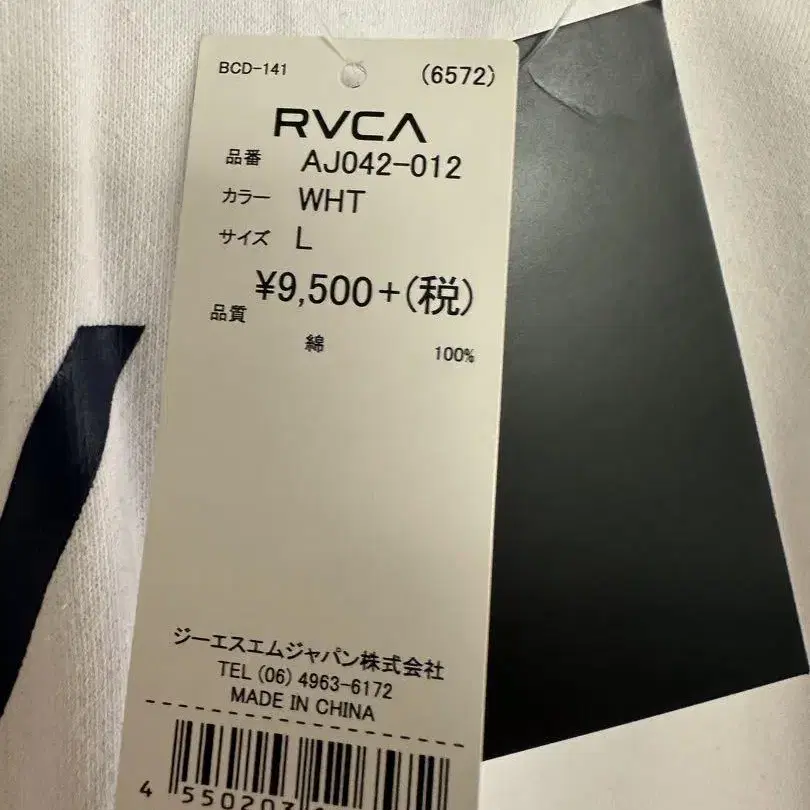 BCD-141
(6572)
RVCA
品番 AJ042-012
カラー WHT
サイズ L
¥9,500+(税)
品質
綿 100%
ジーエスエムジャパン株式会社
TEL (06) 4963-6172
MADE IN CHINA
4 550203